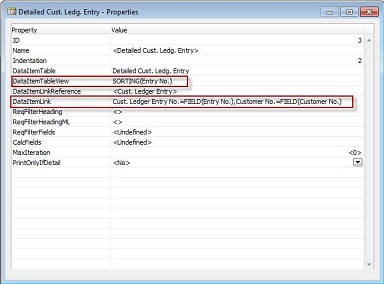 Detailed Cust. Ledg. Entry - Properties
Property Value
ID 3
Name <Detailed Cust. Ledg. Entry>
Indentation 2
DataItemTable Detailed Cust. Ledg. Entry
DataItemTableView SORTING(Entry No.)
DataItemLinkReference <Cust. Ledger Entry>
DataItemLink Cust. Ledger Entry No.=FIELD(Entry No.),Customer No.=FIELD(Customer No.)
ReqFilterHeading <>
ReqFilterHeadingML <>
ReqFilterFields <Undefined>
CalcFields <Undefined>
MaxIteration <0>
PrintOnlyIfDetail <No>